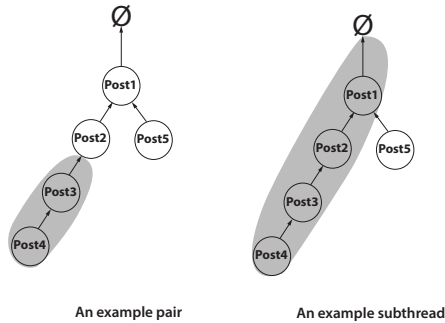 Ø
Post1
Post2
Post5
Post3
Post4
An example pair
Ø
Post1
Post2
Post5
Post3
Post4
An example subthread